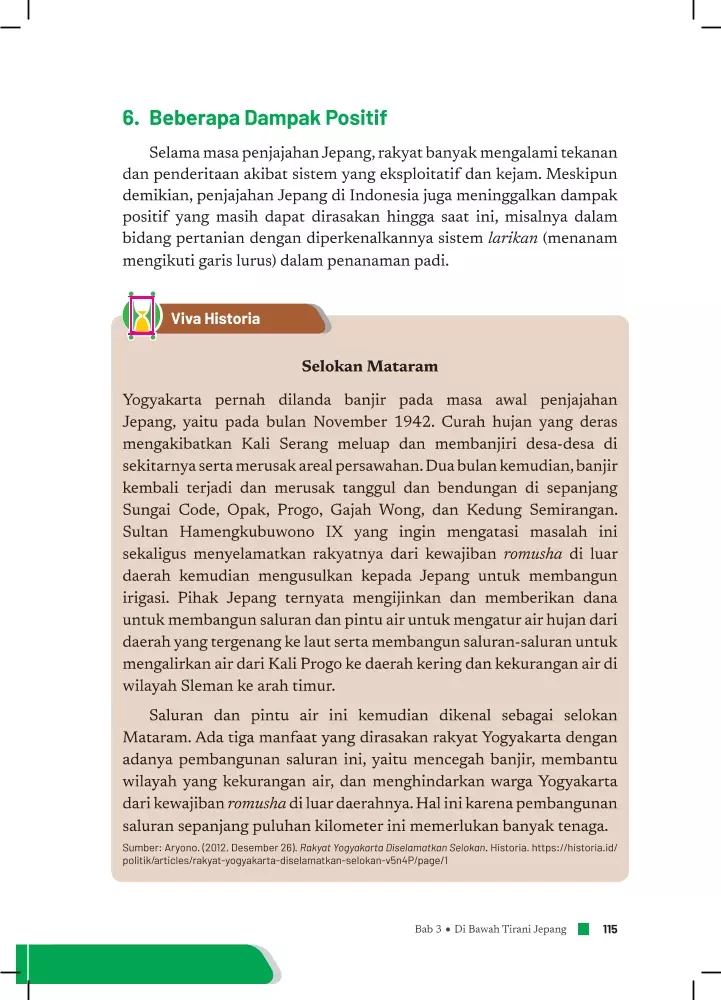 6. Beberapa Dampak Positif
Selama masa penjajahan Jepang, rakyat banyak mengalami tekanan
dan penderitaan akibat sistem yang eksploitatif dan kejam. Meskipun
demikian, penjajahan Jepang di Indonesia juga meninggalkan dampak
positif yang masih dapat dirasakan hingga saat ini, misalnya dalam
bidang pertanian dengan diperkenalkannya sistem larikan (menanam
mengikuti garis lurus) dalam penanaman padi.
Viva Historia
Selokan Mataram
Yogyakarta pernah dilanda banjir pada masa awal penjajahan
Jepang, yaitu pada bulan November 1942. Curah hujan yang deras
mengakibatkan Kali Serang meluap dan membanjiri desa-desa di
sekitarnya serta merusak areal persawahan. Dua bulan kemudian, banjir
kembali terjadi dan merusak tanggul dan bendungan di sepanjang
Sungai Code, Opak, Progo, Gajah Wong, dan Kedung Semirangan.
Sultan Hamengkubuwono IX yang ingin mengatasi masalah ini
sekaligus menyelamatkan rakyatnya dari kewajiban romusha di luar
daerah kemudian mengusulkan kepada Jepang untuk membangun
irigasi. Pihak Jepang ternyata mengijinkan dan memberikan dana
untuk membangun saluran dan pintu air untuk mengatur air hujan dari
daerah yang tergenang ke laut serta membangun saluran-saluran untuk
mengalirkan air dari Kali Progo ke daerah kering dan kekurangan air di
wilayah Sleman ke arah timur.
Saluran dan pintu air ini kemudian dikenal sebagai selokan
Mataram. Ada tiga manfaat yang dirasakan rakyat Yogyakarta dengan
adanya pembangunan saluran ini, yaitu mencegah banjir, membantu
wilayah yang kekurangan air, dan menghindarkan warga Yogyakarta
dari kewajiban romusha di luar daerahnya. Hal ini karena pembangunan
saluran sepanjang puluhan kilometer ini memerlukan banyak tenaga.
Sumber: Aryono. (2012. Desember 26). Rakyat Yogyakarta Diselamatkan Selokan. Historia. https://historia.id/
politik/articles/rakyat-yogyakarta-diselamatkan-selokan-v5n4P/page/1
Bab 3 • Di Bawah Tirani Jepang 115